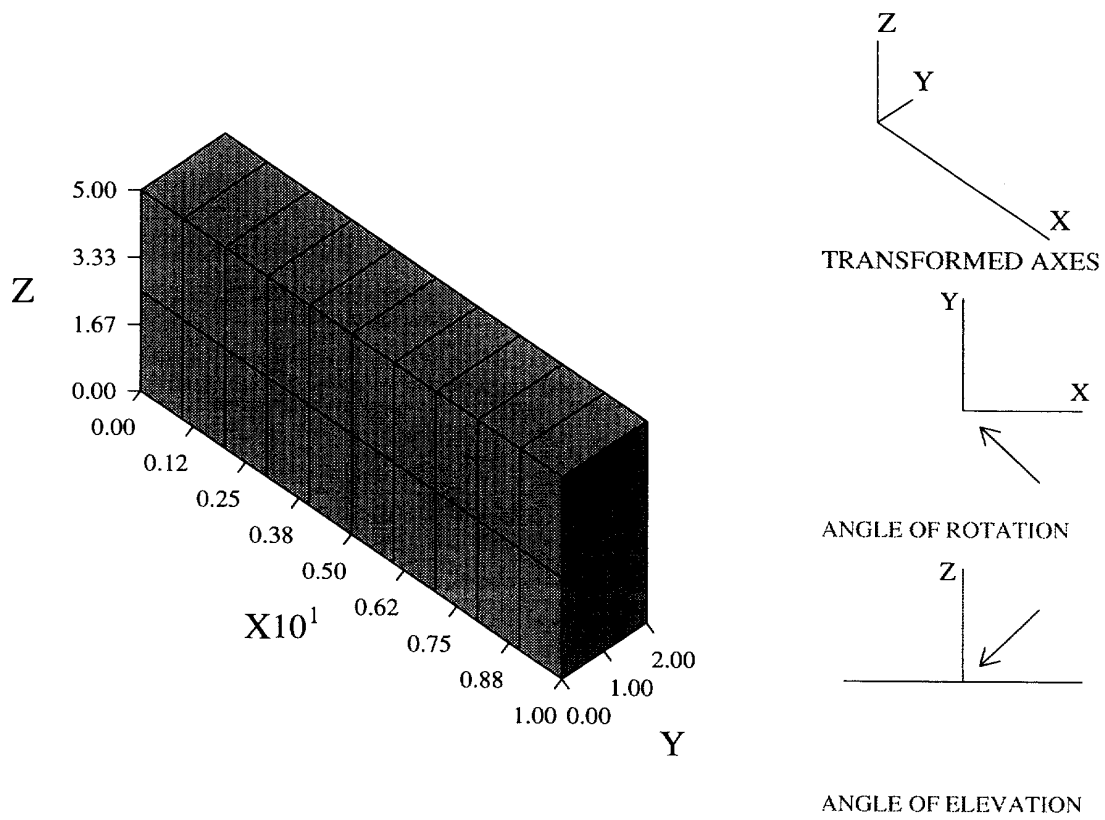 Z
5.00
3.33
1.67
0.00
Z
0.00
0.12
0.25
0.38
0.50
0.62
0.75
0.88
1.00
X10¹
0.00
1.00
2.00
Y
Z
Y
X
TRANSFORMED AXES
Y
X
ANGLE OF ROTATION
Z
ANGLE OF ELEVATION